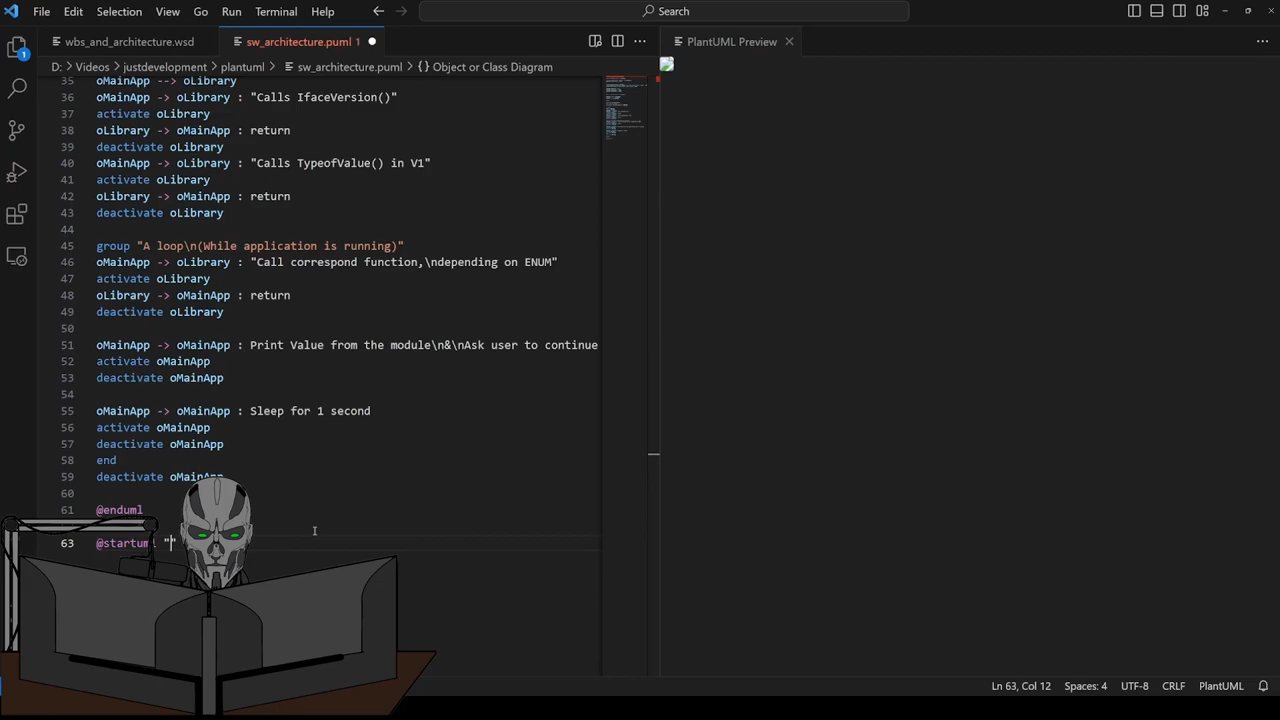 File Edit Selection View Go Run Terminal Help Search
wbs_and_architecture.wsd sw_architecture.puml 1 PlantUML Preview
D: > Videos > justdevelopment > plantuml > sw_architecture.puml > {} Object or Class Diagram
35 oMainApp --> oLibrary
36 oMainApp -> oLibrary : "Calls IfaceVersion()"
37 activate oLibrary
38 oMainApp -> oLibrary : return
39 deactivate oLibrary
40 oMainApp -> oLibrary : "Calls TypeofValue() in V1"
41 activate oLibrary
42 oLibrary -> oMainApp : return
43 deactivate oLibrary
44
45 group "A loop\n(While application is running)"
46 oMainApp -> oLibrary : "Call correspond function,\ndepending on ENUM"
47 activate oLibrary
48 oLibrary -> oMainApp : return
49 deactivate oLibrary
50
51 oMainApp -> oMainApp : Print Value from the module\n&\nAsk user to continue
52 activate oMainApp
53 deactivate oMainApp
54
55 oMainApp -> oMainApp : Sleep for 1 second
56 activate oMainApp
57 deactivate oMainApp
58 end
59 deactivate oMainApp
60
61 @enduml
63 @startuml ""
1
Ln 63, Col 12 Spaces: 4 UTF-8 CRLF PlantUML